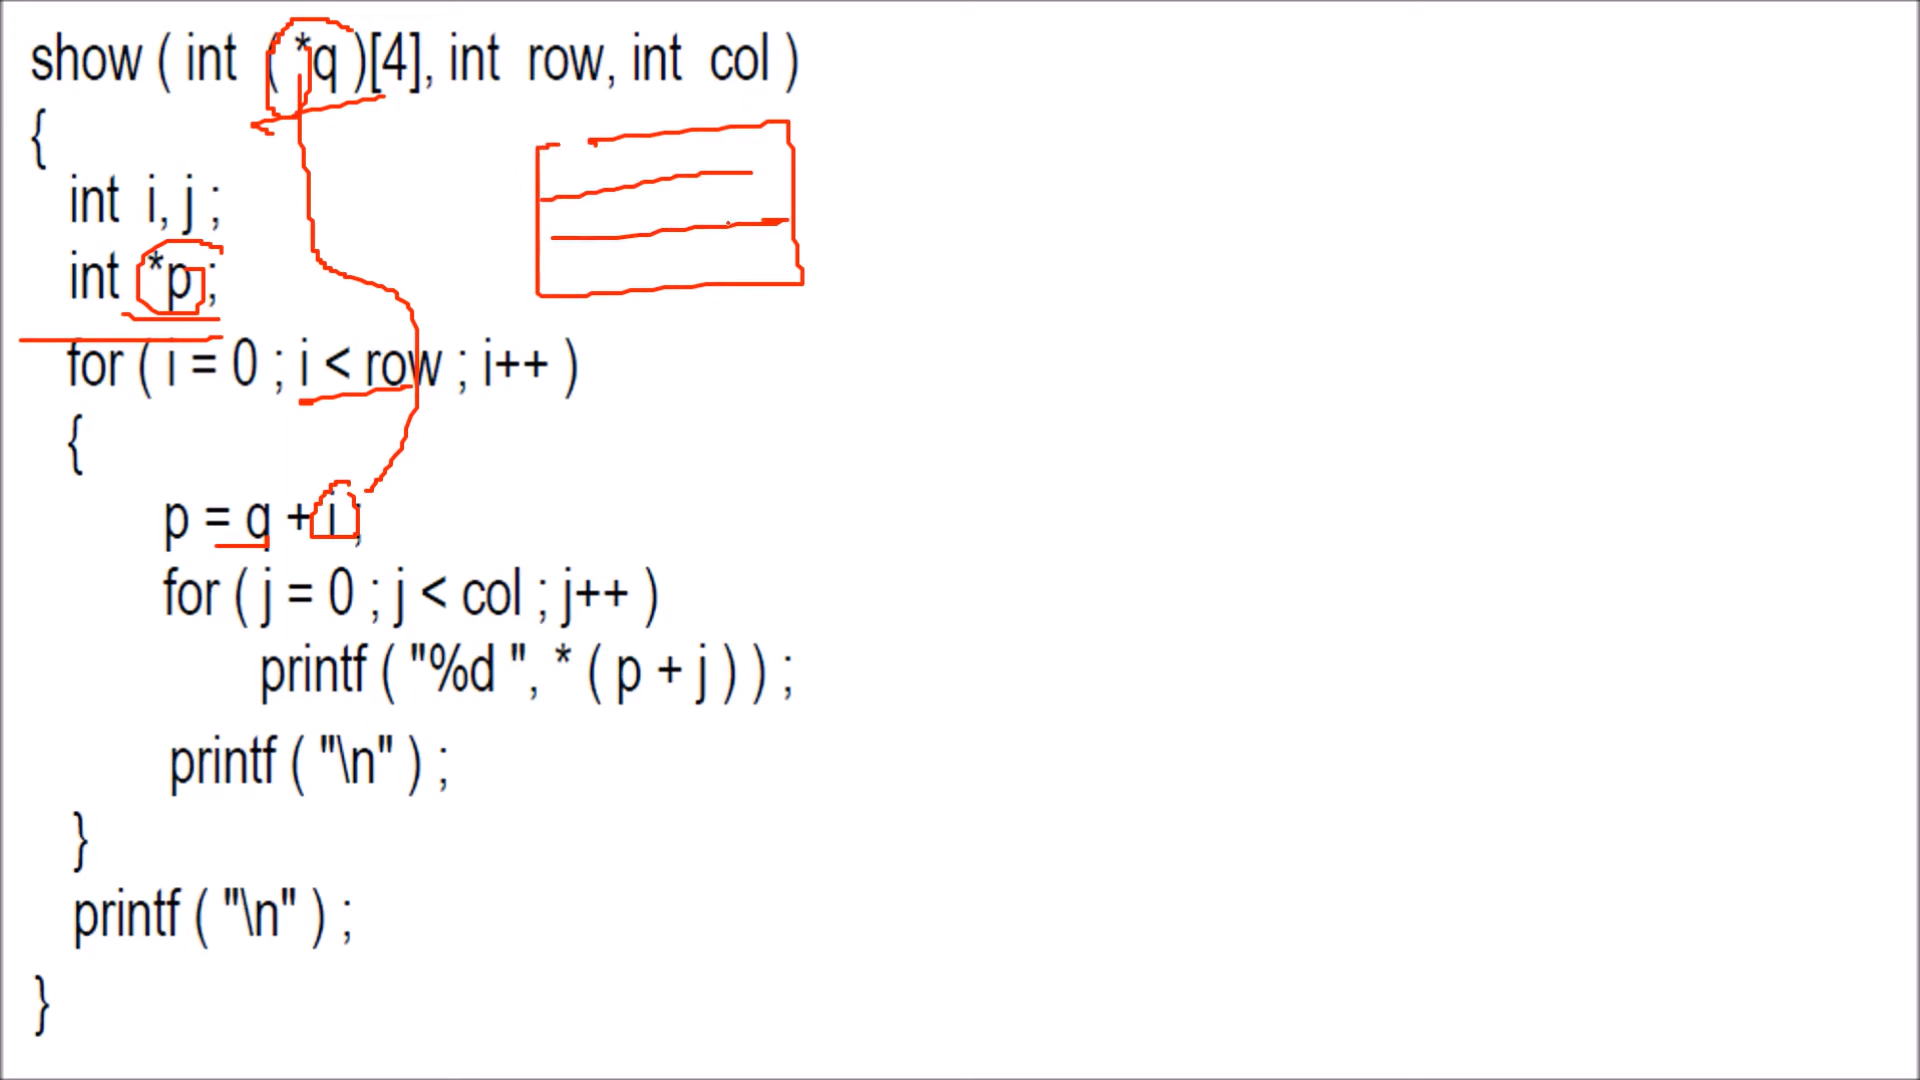 show ( int ( *q )[4], int row, int col )
{
int i, j ;
int *p ;
for ( i = 0 ; i < row ; i++ )
{
p = q + i ;
for ( j = 0 ; j < col ; j++ )
printf ( "%d ", * ( p + j ) ) ;
printf ( "\n" ) ;
}
printf ( "\n" ) ;
}